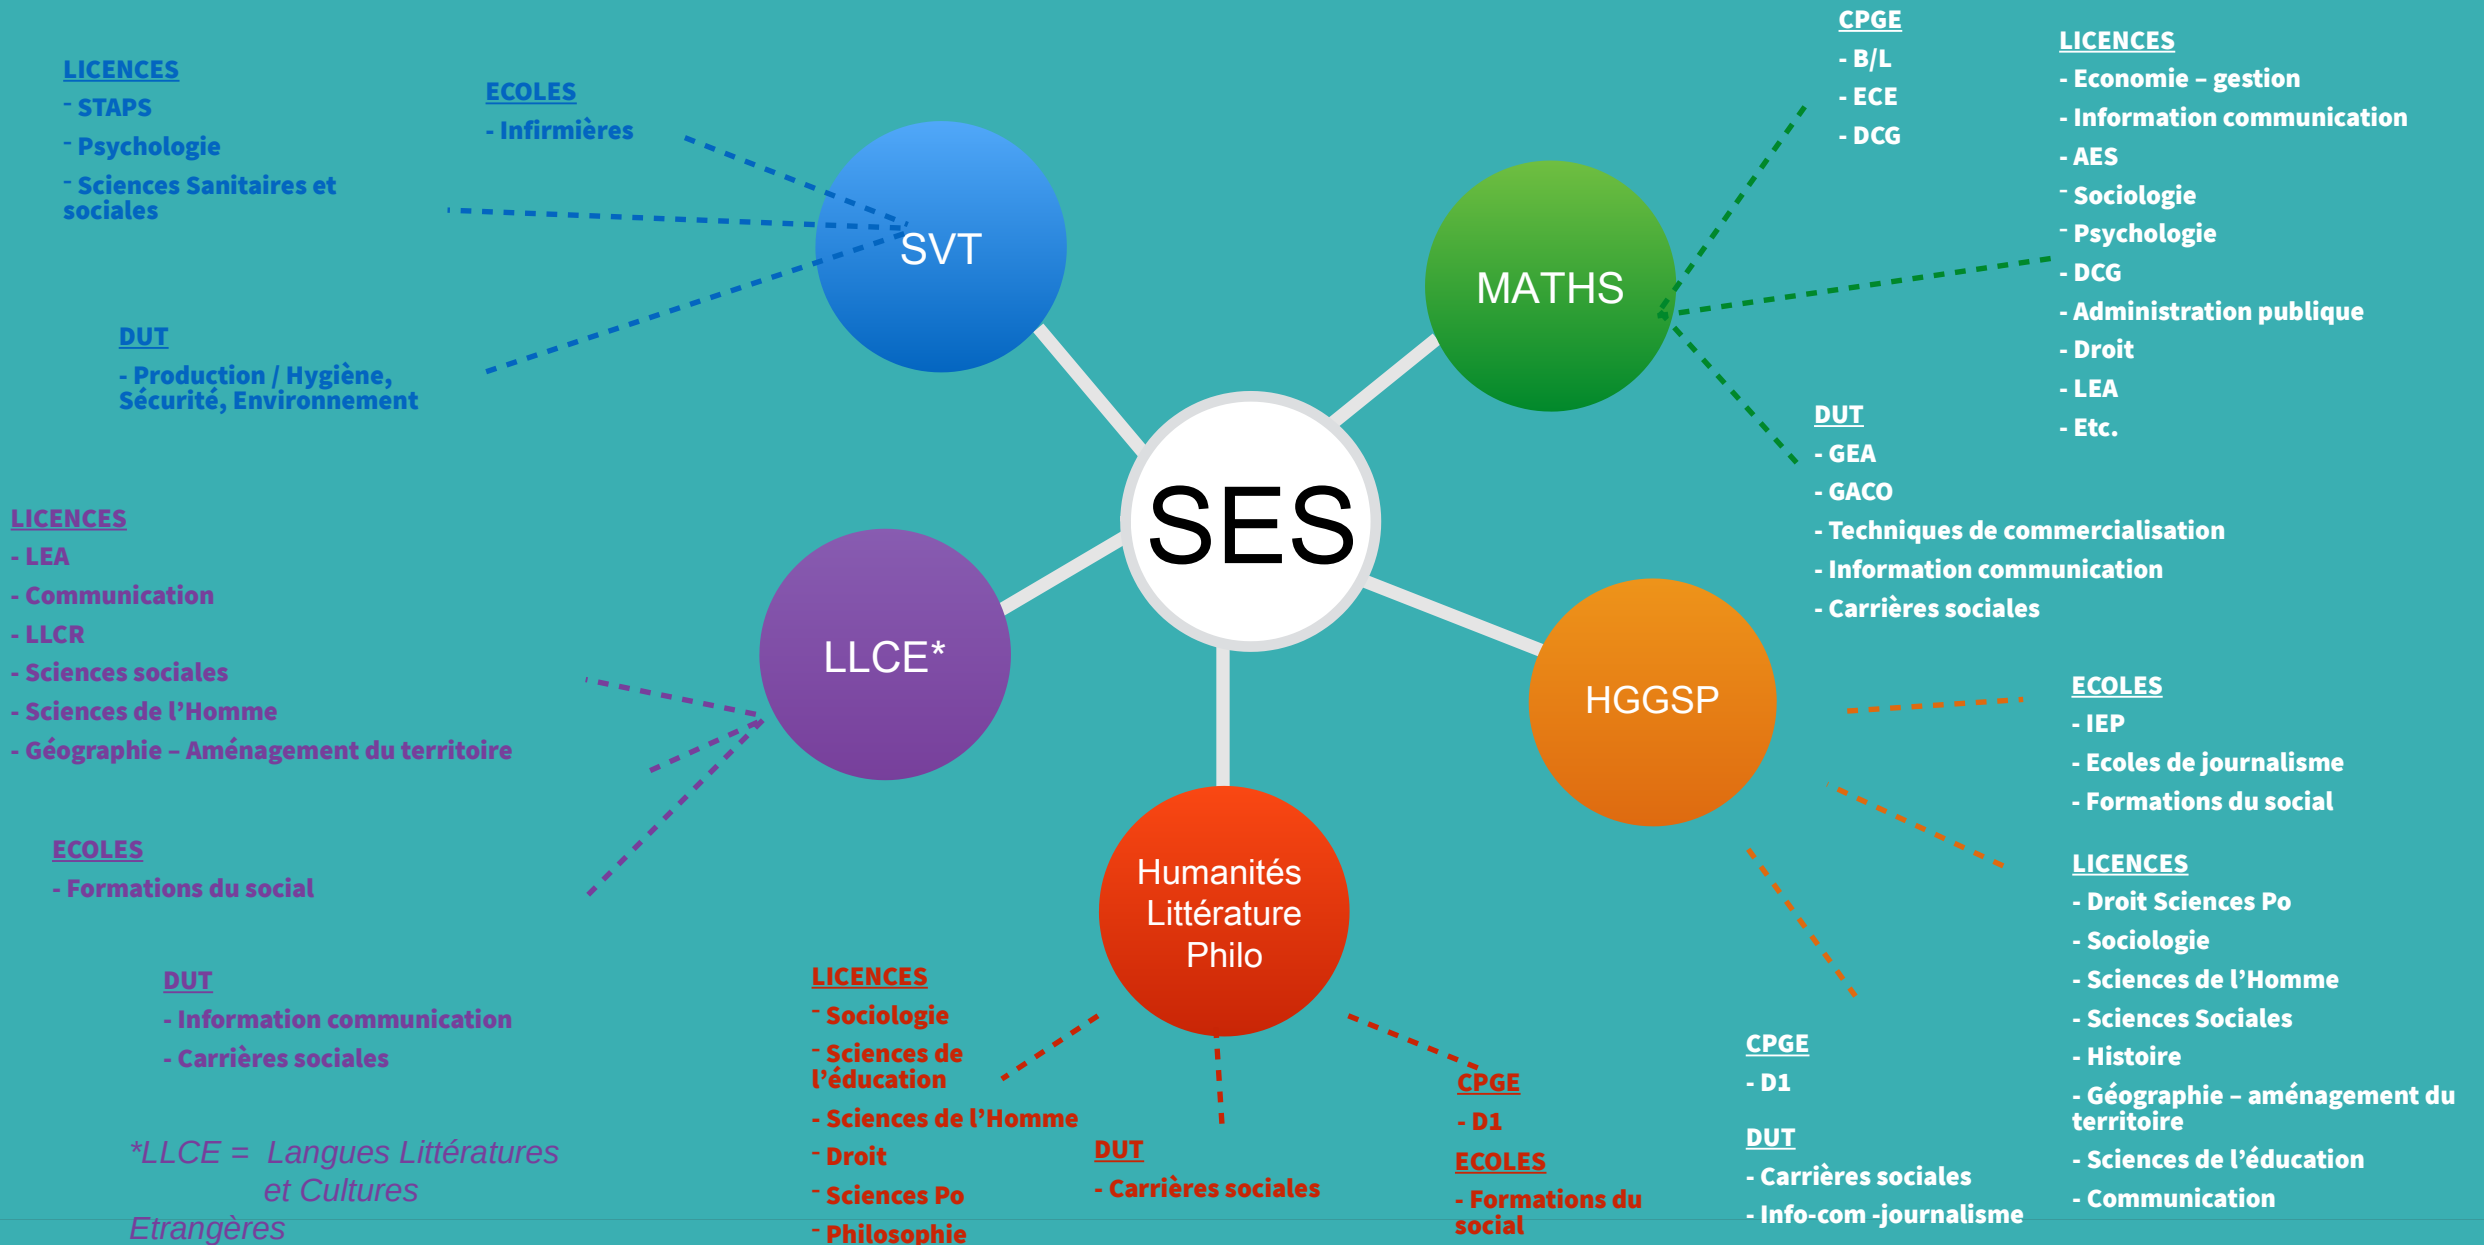 LICENCES
- STAPS
- Psychologie
- Sciences Sanitaires et
sociales
ECOLES
- Infirmières
DUT
- Production / Hygiène,
Sécurité, Environnement
SVT
MATHS
CPGE
- B/L
- ECE
- DCG
LICENCES
- Economie – gestion
- Information communication
- AES
- Sociologie
- Psychologie
- DCG
- Administration publique
- Droit
- LEA
- Etc.
DUT
- GEA
- GACO
- Techniques de commercialisation
- Information communication
- Carrières sociales
SES
LICENCES
- LEA
- Communication
- LLCR
- Sciences sociales
- Sciences de l’Homme
- Géographie – Aménagement du territoire
LLCE*
ECOLES
- Formations du social
DUT
- Information communication
- Carrières sociales
*LLCE = Langues Littératures
et Cultures
Etrangères
HGGSP
ECOLES
- IEP
- Ecoles de journalisme
- Formations du social
LICENCES
- Droit Sciences Po
- Sociologie
- Sciences de l’Homme
- Sciences Sociales
- Histoire
- Géographie – aménagement du
territoire
- Sciences de l’éducation
- Communication
CPGE
- D1
DUT
- Carrières sociales
- Info-com -journalisme
Humanités
Littérature
Philo
LICENCES
- Sociologie
- Sciences de
l’éducation
- Sciences de l’Homme
- Droit
- Sciences Po
- Philosophie
DUT
- Carrières sociales
CPGE
- D1
ECOLES
- Formations du
social